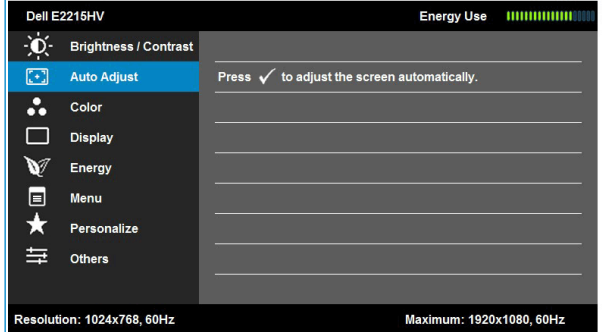 Dell E2215HV Energy Use
Brightness / Contrast
Auto Adjust Press ✓ to adjust the screen automatically.
Color
Display
Energy
Menu
Personalize
Others
Resolution: 1024x768, 60Hz Maximum: 1920x1080, 60Hz